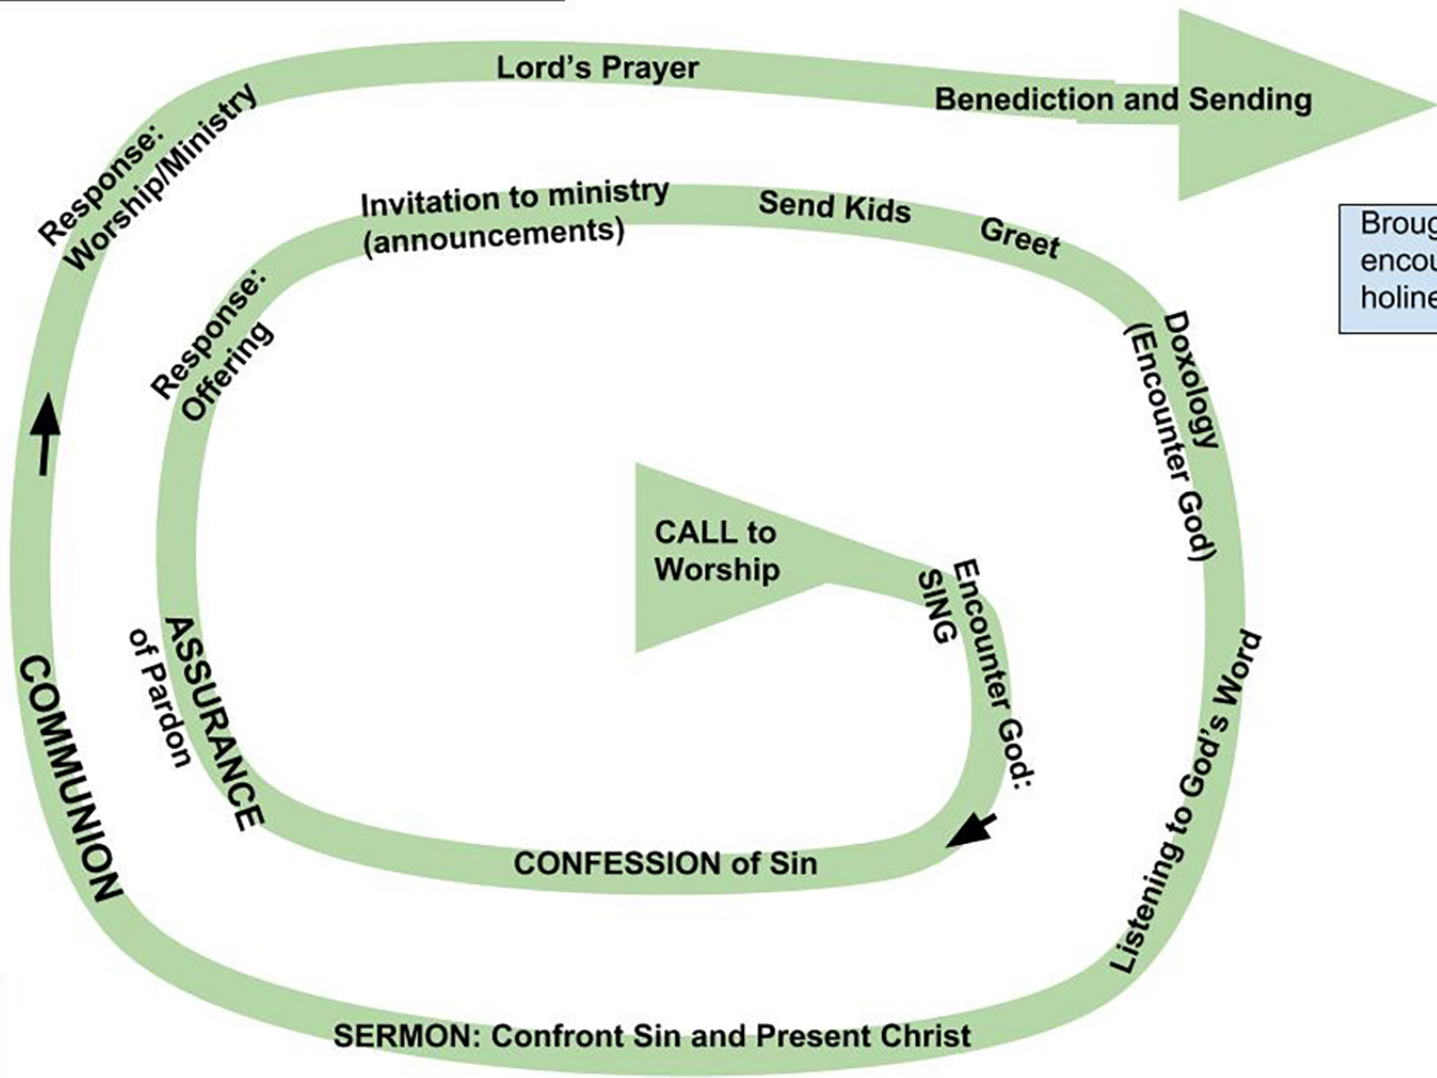 CALL to
Worship
Encounter God:
SING
CONFESSION of Sin
ASSURANCE
of Pardon
Response:
Offering
Invitation to ministry
(announcements)
Send Kids
Greet
Doxology
(Encounter God)
Listening to God's Word
SERMON: Confront Sin and Present Christ
COMMUNION
Response:
Worship/Ministry
Lord's Prayer
Benediction and Sending